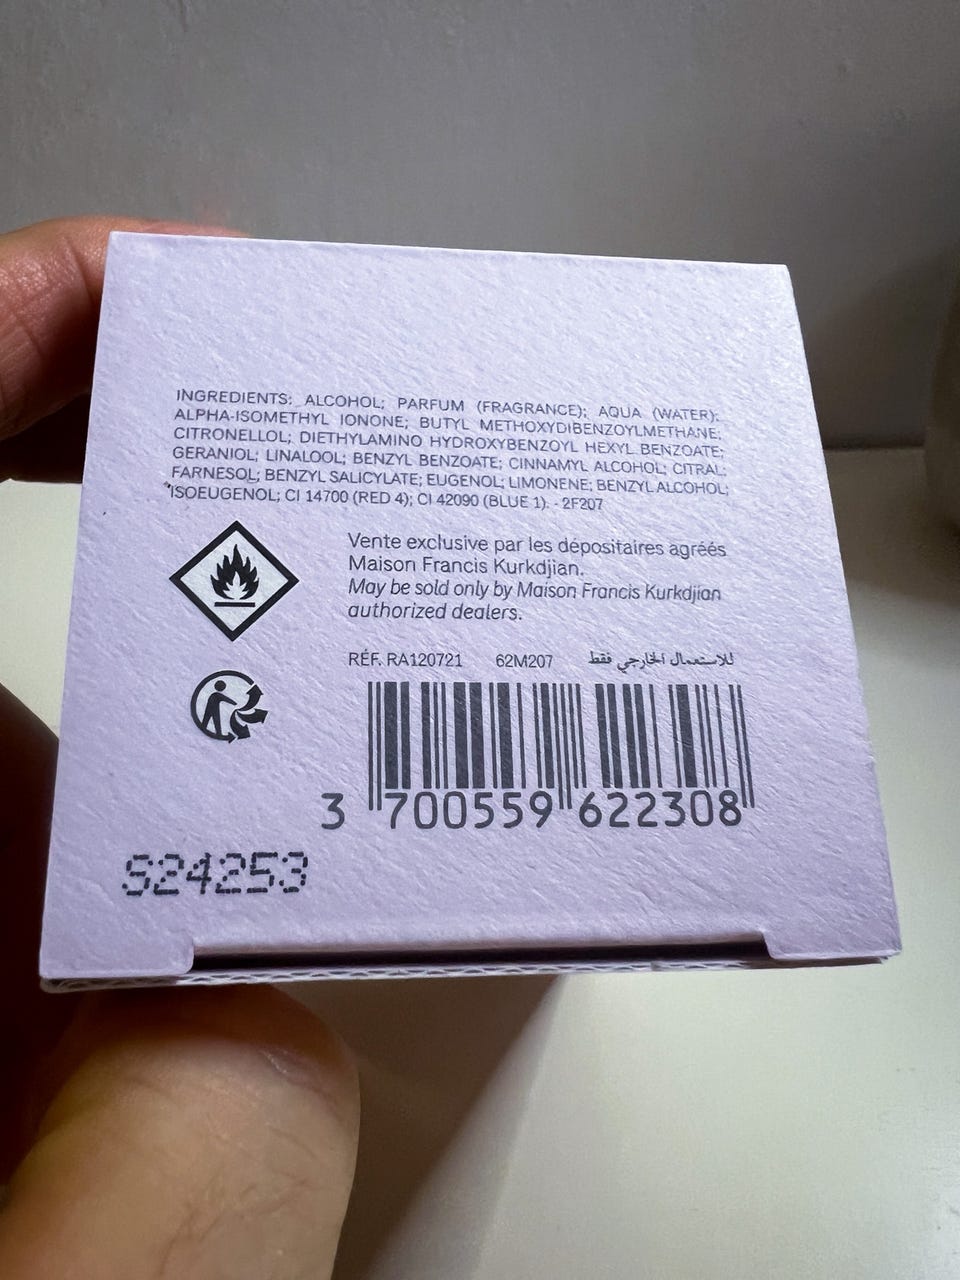 INGREDIENTS: ALCOHOL; PARFUM (FRAGRANCE); AQUA (WATER);
ALPHA-ISOMETHYL IONONE; BUTYL METHOXYDIBENZOYLMETHANE;
CITRONELLOL; DIETHYLAMINO HYDROXYBENZOYL HEXYL BENZOATE;
GERANIOL; LINALOOL; BENZYL BENZOATE; CINNAMYL ALCOHOL; CITRAL;
FARNESOL; BENZYL SALICYLATE; EUGENOL; LIMONENE; BENZYL ALCOHOL;
ISOEUGENOL; CI 14700 (RED 4); CI 42090 (BLUE 1). - 2F207
Vente exclusive par les dépositaires agréés
Maison Francis Kurkdjian.
May be sold only by Maison Francis Kurkdjian
authorized dealers.
RÉF. RA120721 62M207 للاستعمال الخارجي فقط
3 700559 622308
S24253